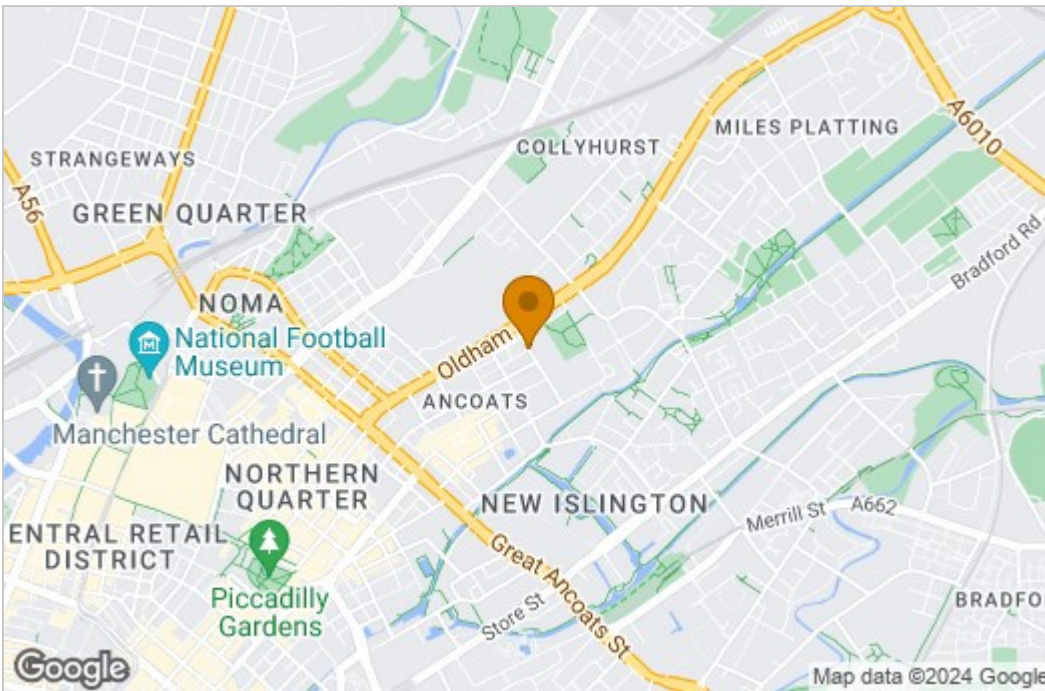 STRANGEWAYS
COLLYHURST
MILES PLATTING
A6010
A56
GREEN QUARTER
Bradford Rd
NOMA
National Football
Museum
Oldham
ANCOATS
Manchester Cathedral
NORTHERN
QUARTER
NEW ISLINGTON
Merrill St
A662
ENTRAL RETAIL
DISTRICT
Great Ancoats St
Piccadilly
Gardens
Store St
BRADFO
Google
Map data ©2024 Google